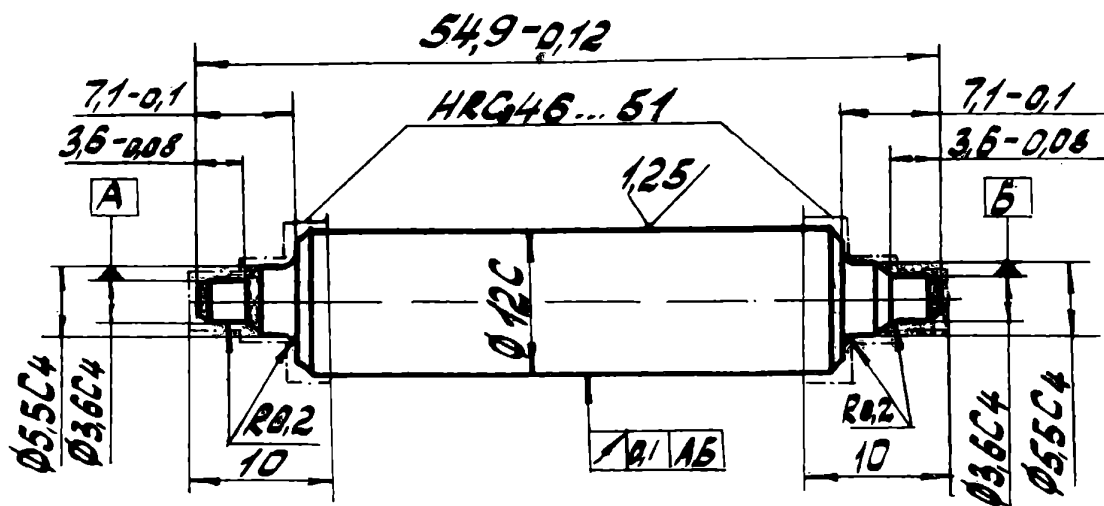 54,9-0,12
7,1-0,1
HRCэ46... 51
7,1-0,1
3,6-0,08
3,6-0,08
А
1,25
Б
Ø12С
Ø5,5С4
Ø3,6С4
R0,2
R0,2
Ø3,6С4
Ø5,5С4
10
0,1 АБ
10